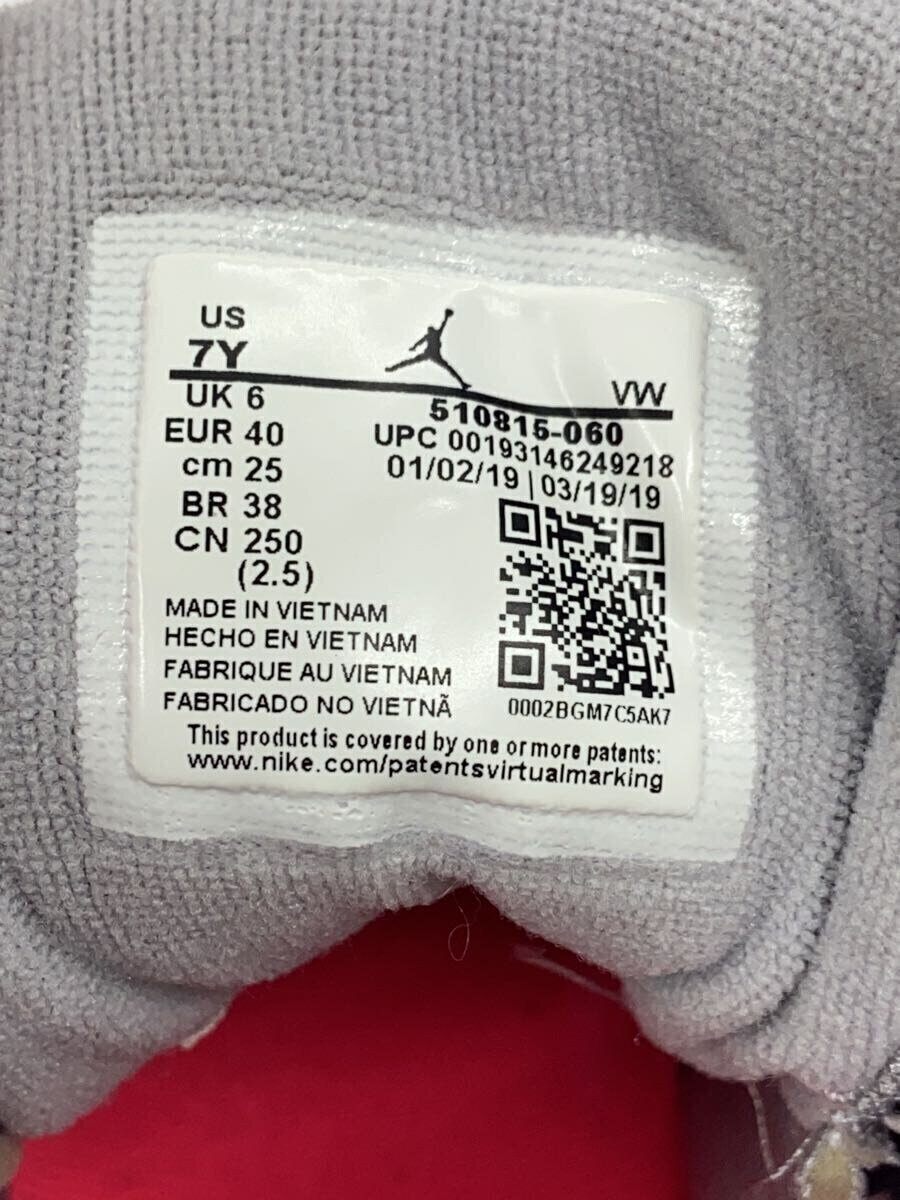 US
7Y
VW
UK 6
510815-060
EUR 40
UPC 00193146249218
cm 25
01/02/19 | 03/19/19
BR 38
CN 250
(2.5)
MADE IN VIETNAM
HECHO EN VIETNAM
FABRIQUE AU VIETNAM
FABRICADO NO VIETNÃ
0002BGM7C5AK7
This product is covered by one or more patents:
www.nike.com/patentsvirtualmarking